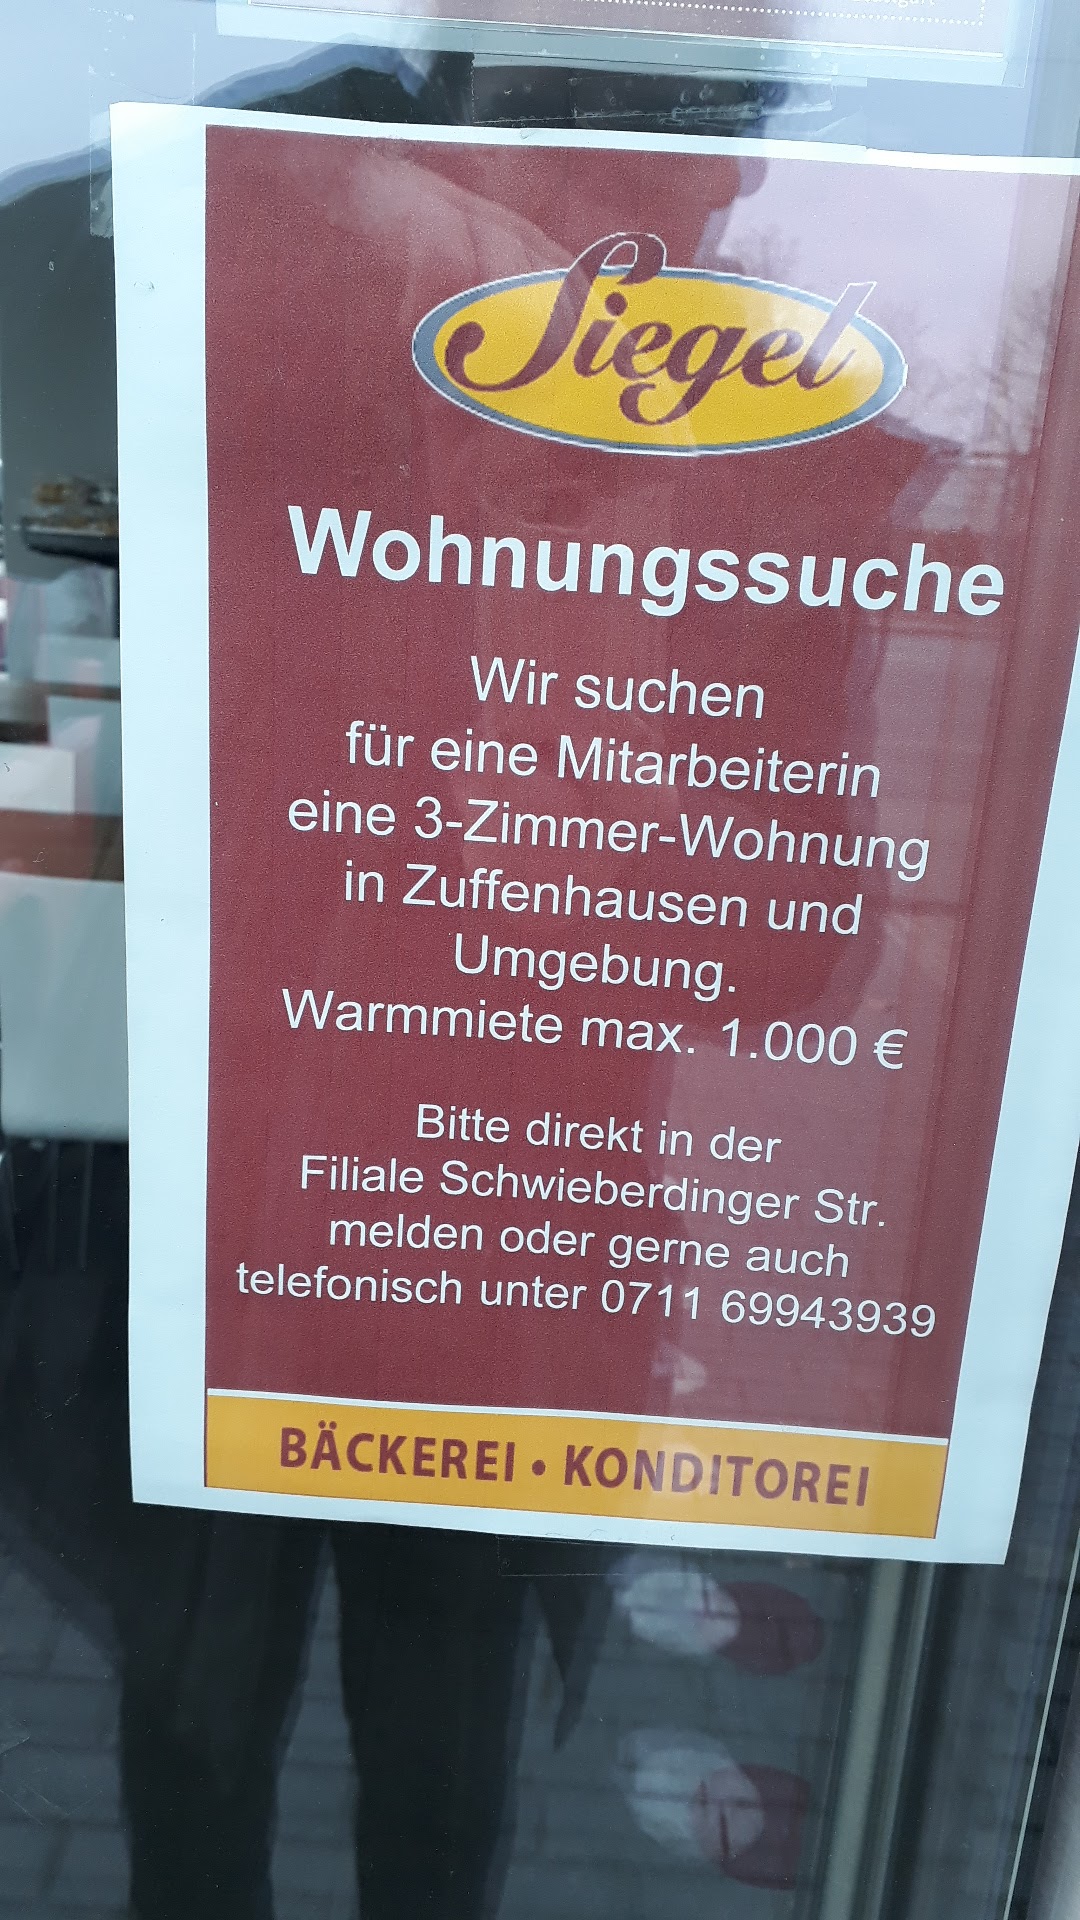 Siegel
Wohnungssuche
Wir suchen
für eine Mitarbeiterin
eine 3-Zimmer-Wohnung
in Zuffenhausen und
Umgebung.
Warmmiete max. 1.000 €
Bitte direkt in der
Filiale Schwieberdinger Str.
melden oder gerne auch
telefonisch unter 0711 69943939
BÄCKEREI • KONDITOREI